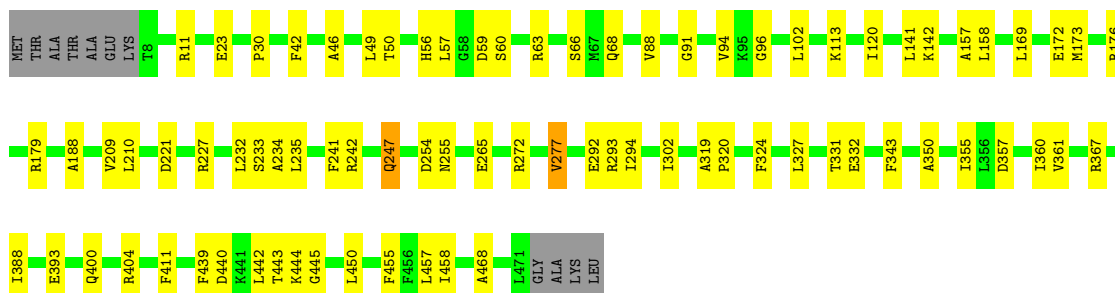 MET THR ALA THR ALA GLU LYS T8 R11 E23 P30 F42 A46 L49 T50 H56 L57 G58 D59 S60 R63 S66 M67 Q68 V88 G91 V94 K95 G96 L102 K113 I120 L141 K142 A157 L158 L169 E172 M173
R179 A188 V209 L210 D221 R227 L232 S233 A234 L235 F241 R242 Q247 D254 N255 E265 R272 V277 E292 R293 I294 I302 A319 P320 F324 L327 T331 E332 F343 A350 I355 L356 D357 I360 V361 R367
I388 E393 Q400 R404 F411 F439 D440 K441 L442 T443 K444 G445 L450 F455 F456 L457 I458 A468 L471 GLY ALA LYS LEU